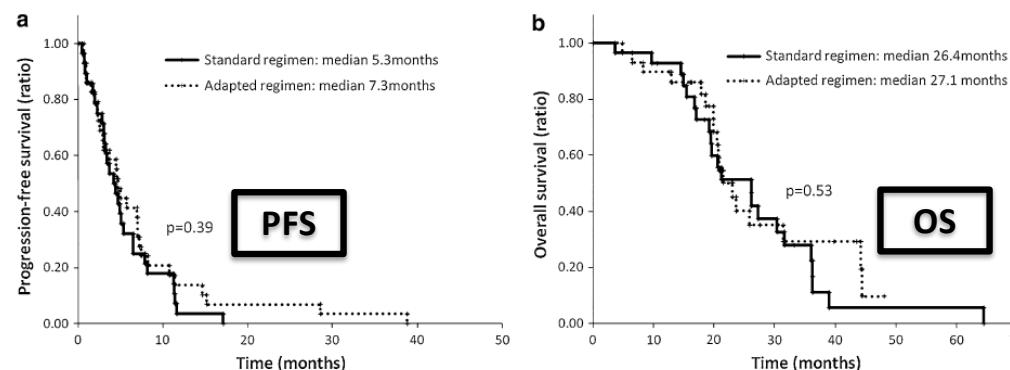 a
Progression-free survival (ratio)
1.00
0.80
0.60
0.40
0.20
0.00
Standard regimen: median 5.3months
Adapted regimen: median 7.3months
p=0.39
PFS
0
10
20
30
40
50
Time (months)
b
Overall survival (ratio)
1.00
0.80
0.60
0.40
0.20
0.00
Standard regimen: median 26.4months
Adapted regimen: median 27.1 months
p=0.53
OS
0
10
20
30
40
50
60
Time (months)